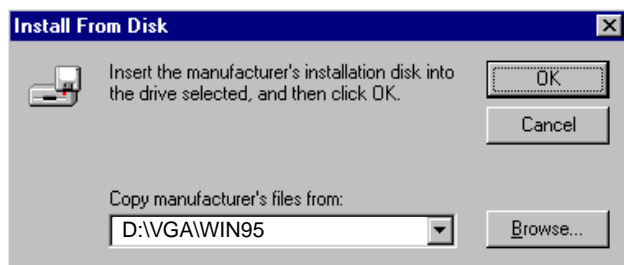 Install From Disk
Insert the manufacturer's installation disk into
the drive selected, and then click OK.
OK
Cancel
Copy manufacturer's files from:
D:\VGA\WIN95
Browse...